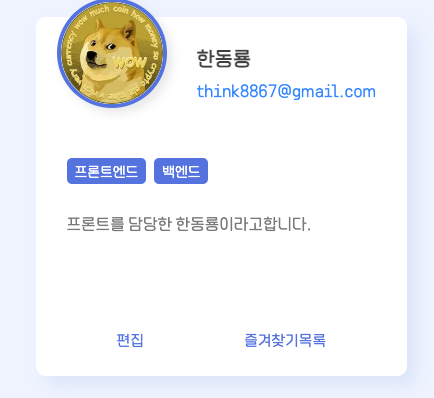 currency wow much coin how money so crypto
WOW
한동룡
think8867@gmail.com
프론트엔드 백엔드
프론트를 담당한 한동룡이라고합니다.
편집 즐겨찾기목록